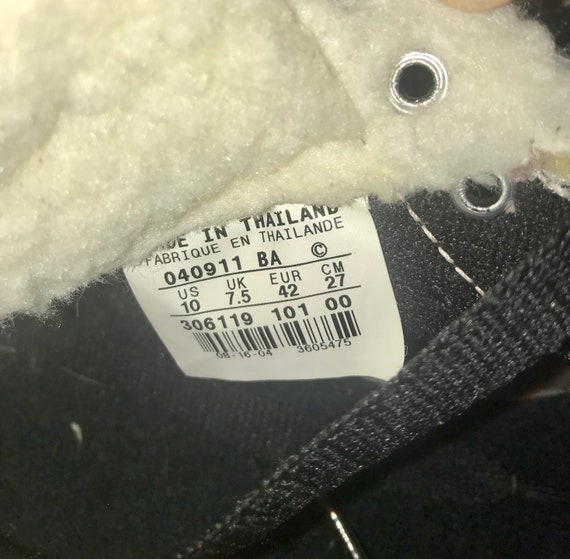 MADE IN THAILAND
FABRIQUE EN THAILANDE
040911 BA ©
US UK EUR CM
10 7.5 42 27
306119 101 00
08-16-04 3605475